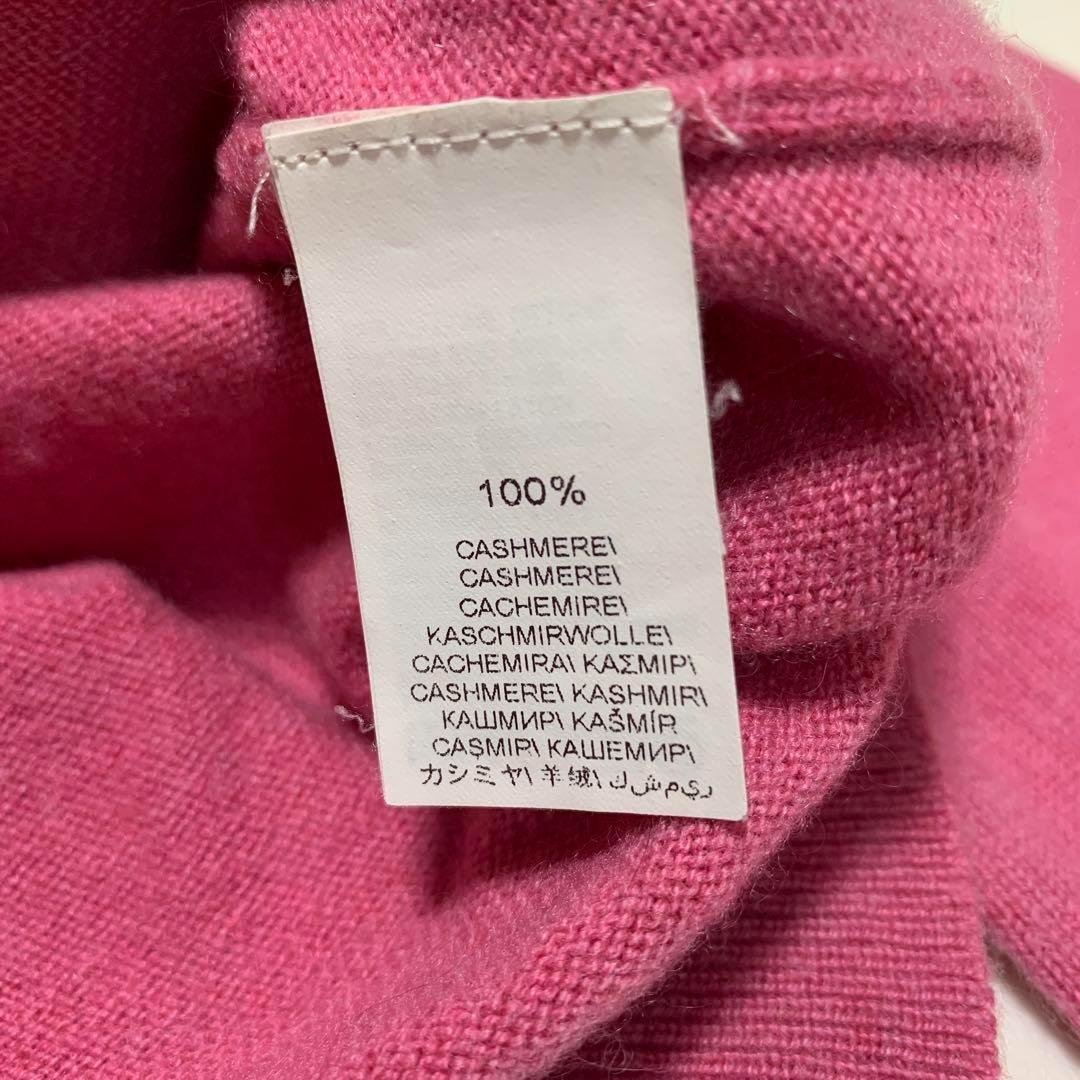 100%
CASHMERE\
CASHMERE\
CACHEMIRE\
KASCHMIRWOLLE\
CACHEMIRA\ ΚΑΣΜΙΡ\
CASHMERE\ KASHMIR\
КАШМИР\ KAŠMÍR
CAŞMIR\ КАШЕМИР\
カシミヤ\ 羊绒\ كشمير